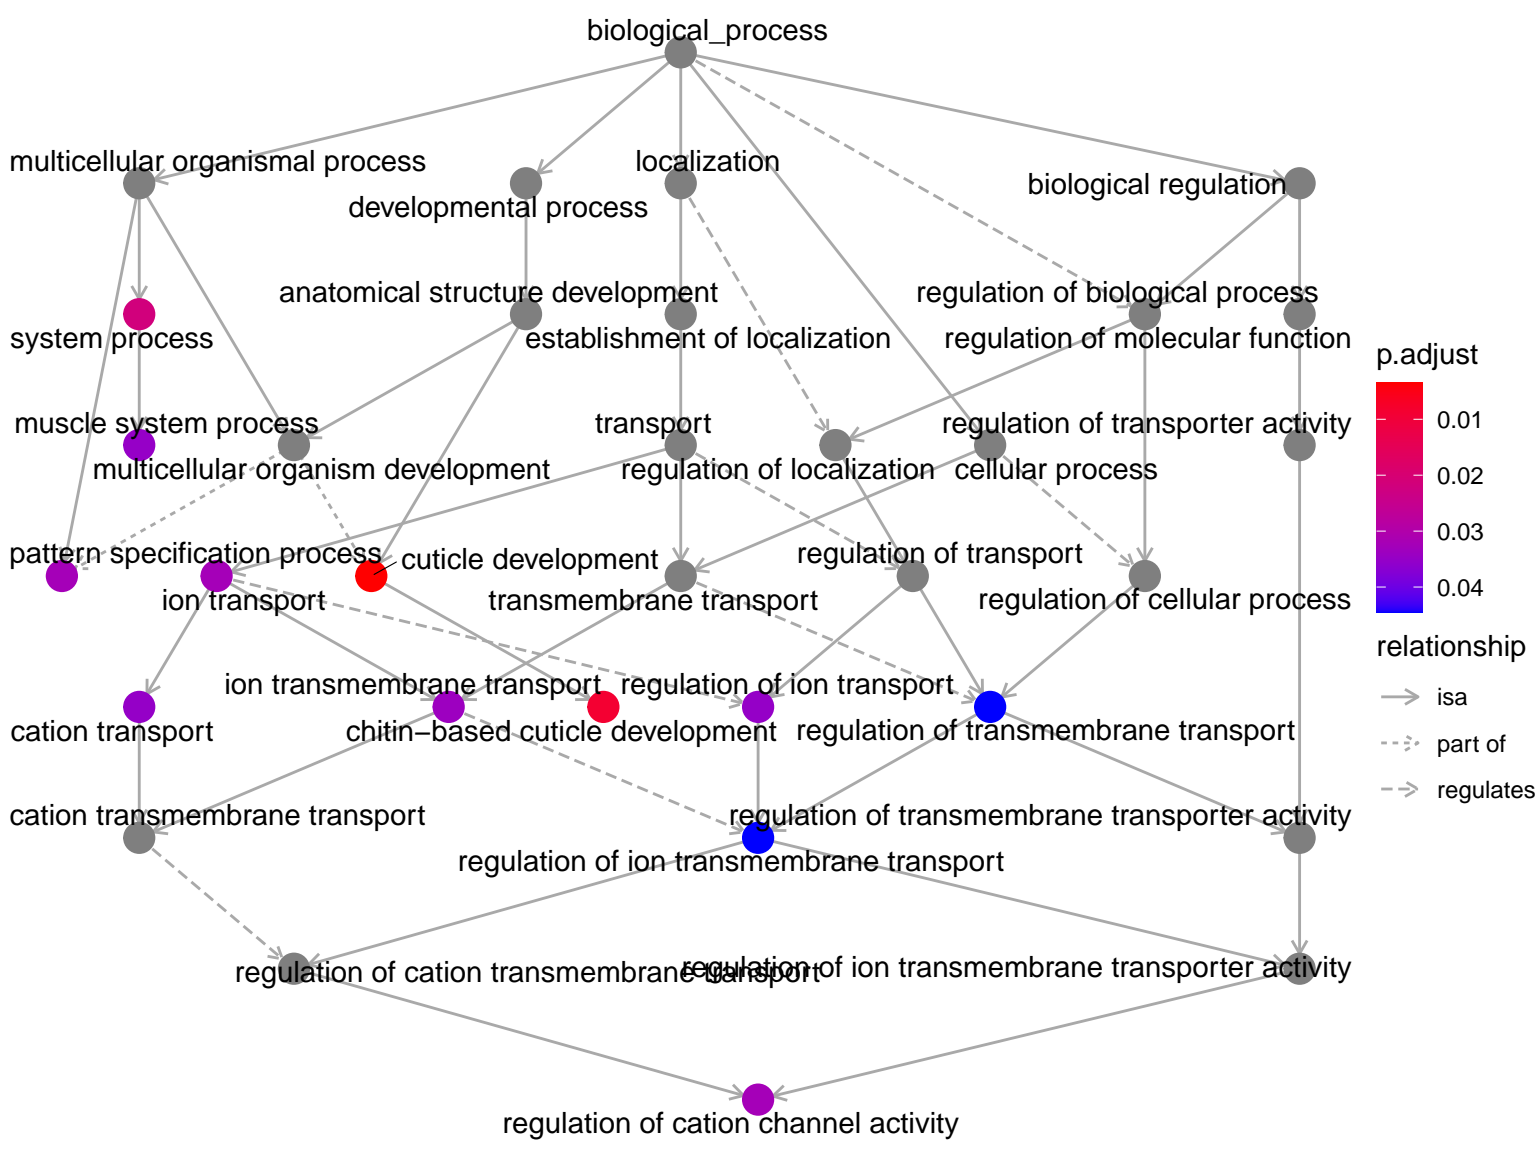 biological_process
multicellular organismal process
localization
biological regulation
developmental process
anatomical structure development
regulation of biological process
system process
establishment of localization
regulation of molecular function
p.adjust
0.01
0.02
0.03
0.04
muscle system process
transport
regulation of transporter activity
multicellular organism development
regulation of localization
cellular process
pattern specification process
cuticle development
regulation of transport
ion transport
transmembrane transport
regulation of cellular process
relationship
isa
part of
regulates
ion transmembrane transport
regulation of ion transport
cation transport
chitin−based cuticle development
regulation of transmembrane transport
cation transmembrane transport
regulation of transmembrane transporter activity
regulation of ion transmembrane transport
regulation of cation transmembrane transport
regulation of ion transmembrane transporter activity
regulation of cation channel activity